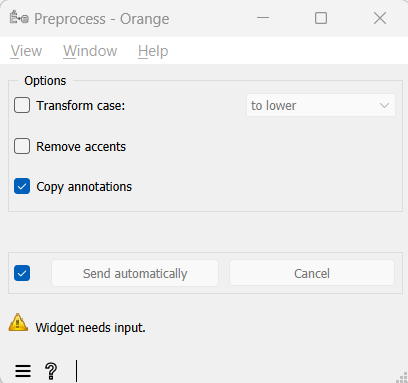 Preprocess - Orange
View Window Help
Options
Transform case: to lower
Remove accents
Copy annotations
Send automatically Cancel
Widget needs input.
?